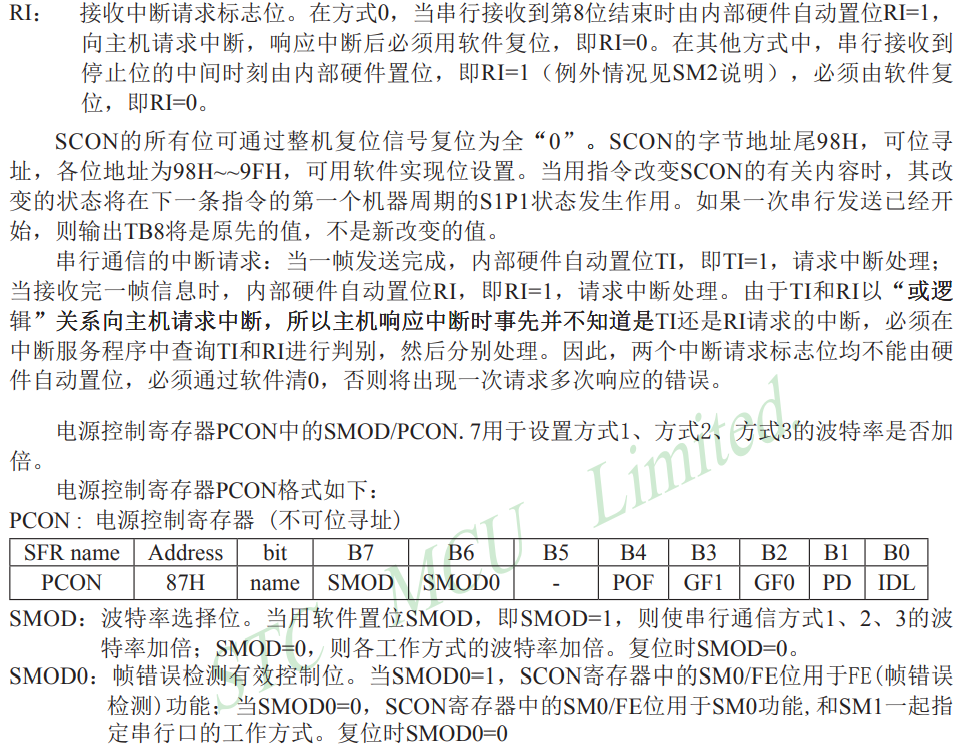 RI： 接收中断请求标志位。在方式0，当串行接收到第8位结束时由内部硬件自动置位RI=1，
向主机请求中断，响应中断后必须用软件复位，即RI=0。在其他方式中，串行接收到
停止位的中间时刻由内部硬件置位，即RI=1（例外情况见SM2说明），必须由软件复
位，即RI=0。
SCON的所有位可通过整机复位信号复位为全“0”。SCON的字节地址尾98H，可位寻
址，各位地址为98H~~9FH，可用软件实现位设置。当用指令改变SCON的有关内容时，其改
变的状态将在下一条指令的第一个机器周期的S1P1状态发生作用。如果一次串行发送已经开
始，则输出TB8将是原先的值，不是新改变的值。
串行通信的中断请求：当一帧发送完成，内部硬件自动置位TI，即TI=1，请求中断处理；
当接收完一帧信息时，内部硬件自动置位RI，即RI=1，请求中断处理。由于TI和RI以“或逻
辑”关系向主机请求中断，所以主机响应中断时事先并不知道是TI还是RI请求的中断，必须在
中断服务程序中查询TI和RI进行判别，然后分别处理。因此，两个中断请求标志位均不能由硬
件自动置位，必须通过软件清0，否则将出现一次请求多次响应的错误。
电源控制寄存器PCON中的SMOD/PCON.7用于设置方式1、方式2、方式3的波特率是否加
倍。
电源控制寄存器PCON格式如下：
PCON : 电源控制寄存器 (不可位寻址)
SFR name Address bit B7 B6 B5 B4 B3 B2 B1 B0
PCON 87H name SMOD SMOD0 - POF GF1 GF0 PD IDL
SMOD：波特率选择位。当用软件置位SMOD，即SMOD=1，则使串行通信方式1、2、3的波
特率加倍；SMOD=0，则各工作方式的波特率加倍。复位时SMOD=0。
SMOD0：帧错误检测有效控制位。当SMOD0=1，SCON寄存器中的SM0/FE位用于FE(帧错误
检测)功能；当SMOD0=0，SCON寄存器中的SM0/FE位用于SM0功能,和SM1一起指
定串行口的工作方式。复位时SMOD0=0
STC MCU Limited.